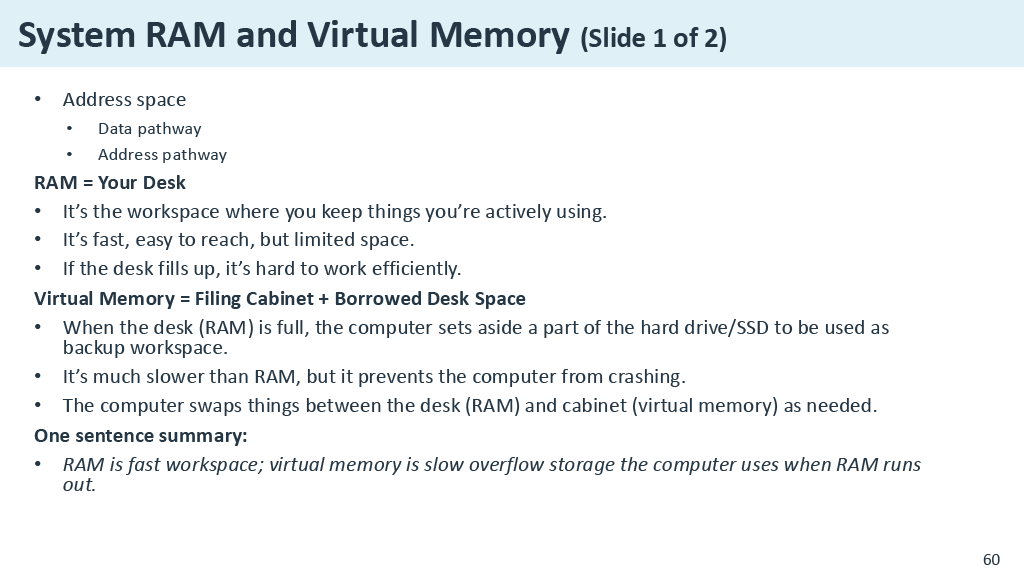 System RAM and Virtual Memory (Slide 1 of 2)
• Address space
• Data pathway
• Address pathway
RAM = Your Desk
• It’s the workspace where you keep things you’re actively using.
• It’s fast, easy to reach, but limited space.
• If the desk fills up, it’s hard to work efficiently.
Virtual Memory = Filing Cabinet + Borrowed Desk Space
• When the desk (RAM) is full, the computer sets aside a part of the hard drive/SSD to be used as
backup workspace.
• It’s much slower than RAM, but it prevents the computer from crashing.
• The computer swaps things between the desk (RAM) and cabinet (virtual memory) as needed.
One sentence summary:
• RAM is fast workspace; virtual memory is slow overflow storage the computer uses when RAM runs
out.
60